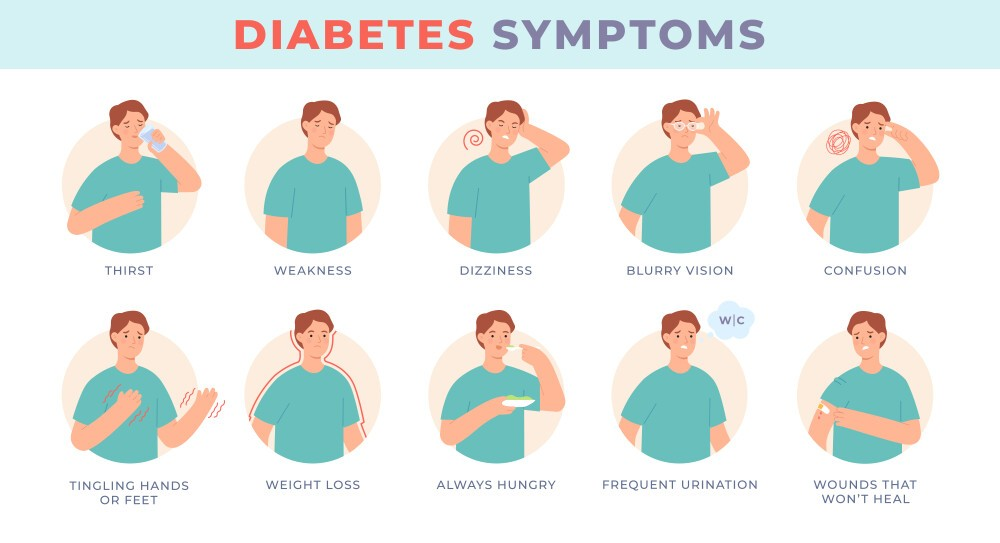 DIABETES SYMPTOMS
THIRST
WEAKNESS
DIZZINESS
BLURRY VISION
CONFUSION
W|C
TINGLING HANDS
OR FEET
WEIGHT LOSS
ALWAYS HUNGRY
FREQUENT URINATION
WOUNDS THAT
WON'T HEAL